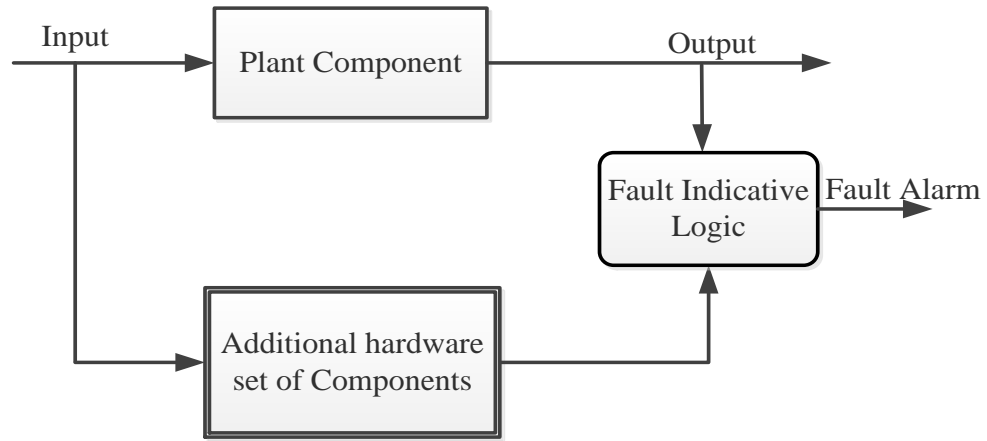 Input
Plant Component
Output
Fault Indicative
Logic
Fault Alarm
Additional hardware
set of Components